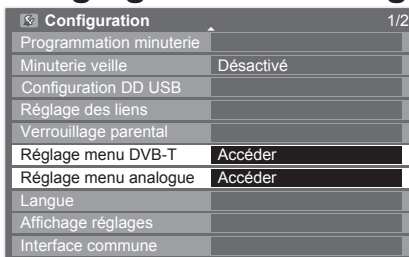 Configuration 1/2
Programmation minuterie
Minuterie veille Désactivé
Configuration DD USB
Réglage des liens
Verrouillage parental
Réglage menu DVB-T Accéder
Réglage menu analogue Accéder
Langue
Affichage réglages
Interface commune